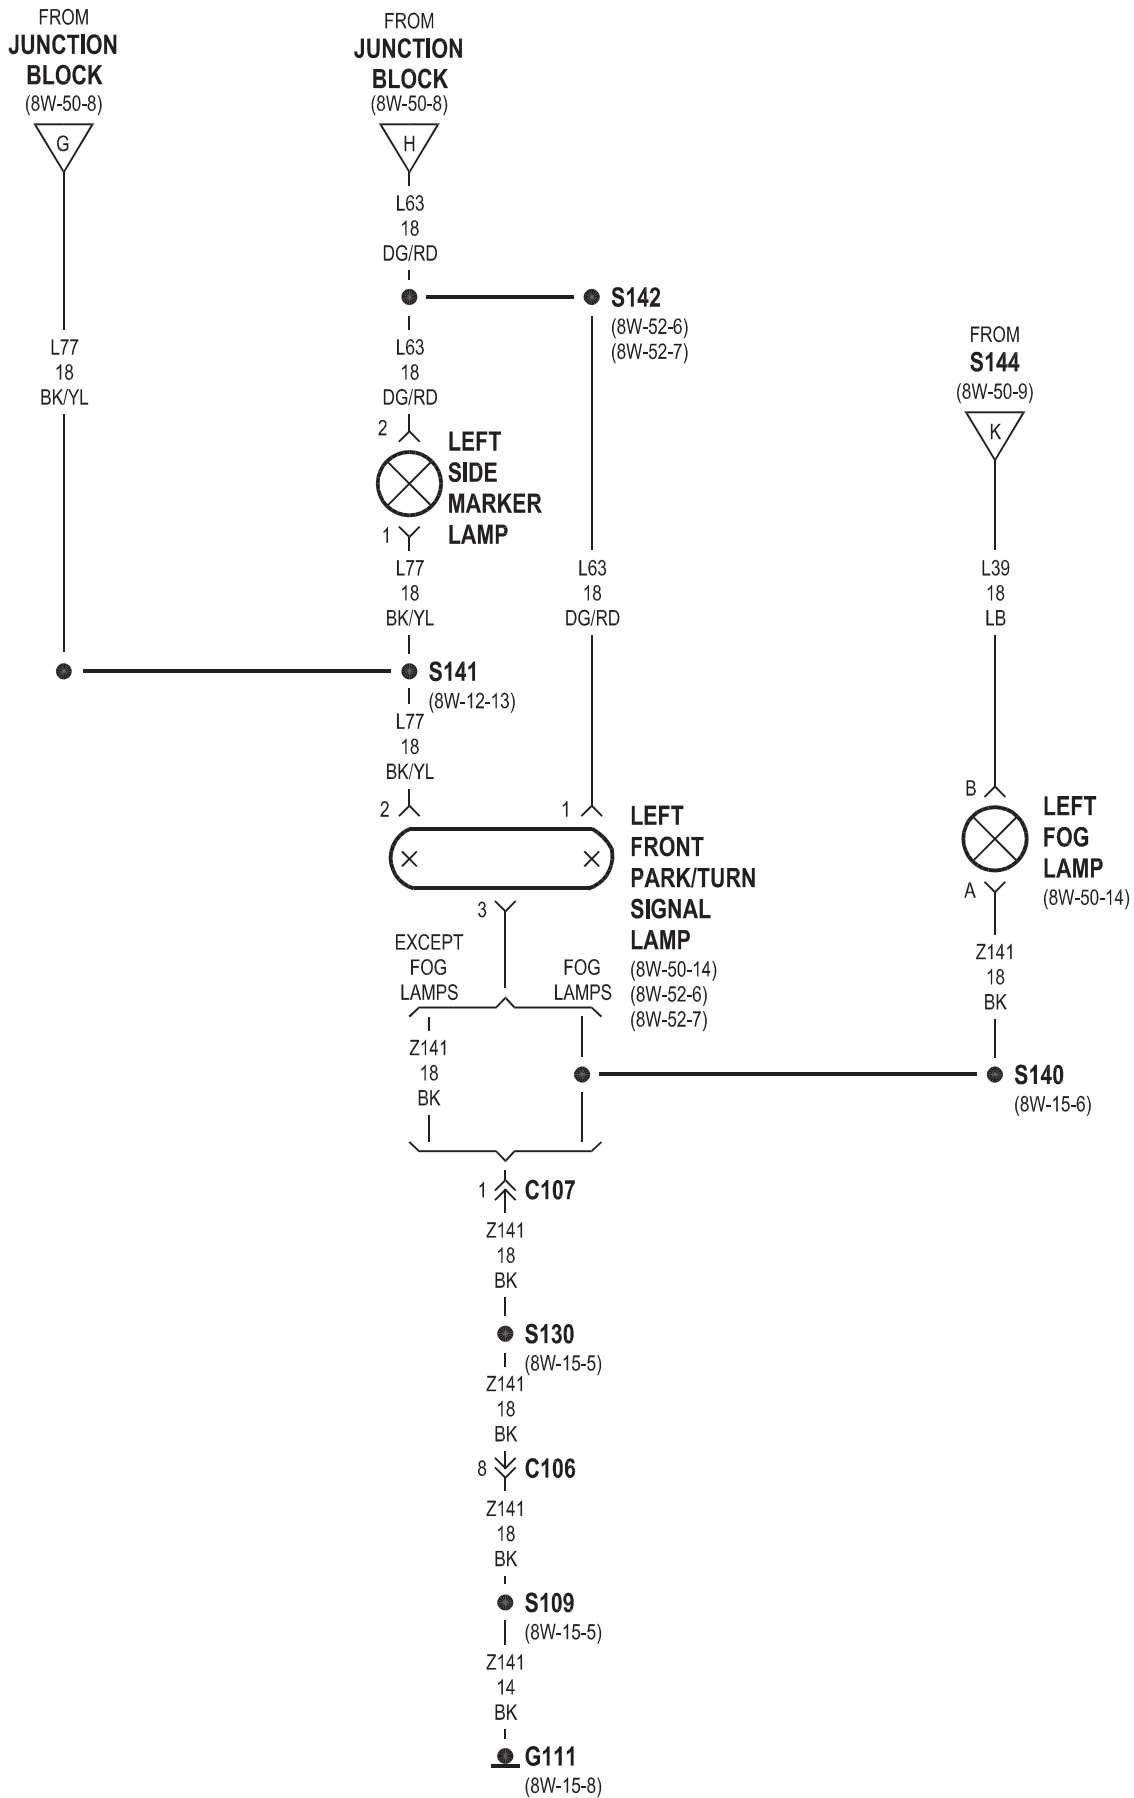 FROM
JUNCTION
BLOCK
(8W-50-8)
G
L77
18
BK/YL
FROM
JUNCTION
BLOCK
(8W-50-8)
H
L63
18
DG/RD
S142
(8W-52-6)
(8W-52-7)
L63
18
DG/RD
2
LEFT
SIDE
MARKER
LAMP
1
L77
18
BK/YL
L63
18
DG/RD
S141
(8W-12-13)
L77
18
BK/YL
2
1
LEFT
FRONT
PARK/TURN
SIGNAL
LAMP
(8W-50-14)
(8W-52-6)
(8W-52-7)
3
FROM
S144
(8W-50-9)
K
L39
18
LB
B
LEFT
FOG
LAMP
(8W-50-14)
A
Z141
18
BK
S140
(8W-15-6)
EXCEPT
FOG
LAMPS
FOG
LAMPS
Z141
18
BK
1
C107
Z141
18
BK
S130
(8W-15-5)
Z141
18
BK
8
C106
Z141
18
BK
S109
(8W-15-5)
Z141
14
BK
G111
(8W-15-8)